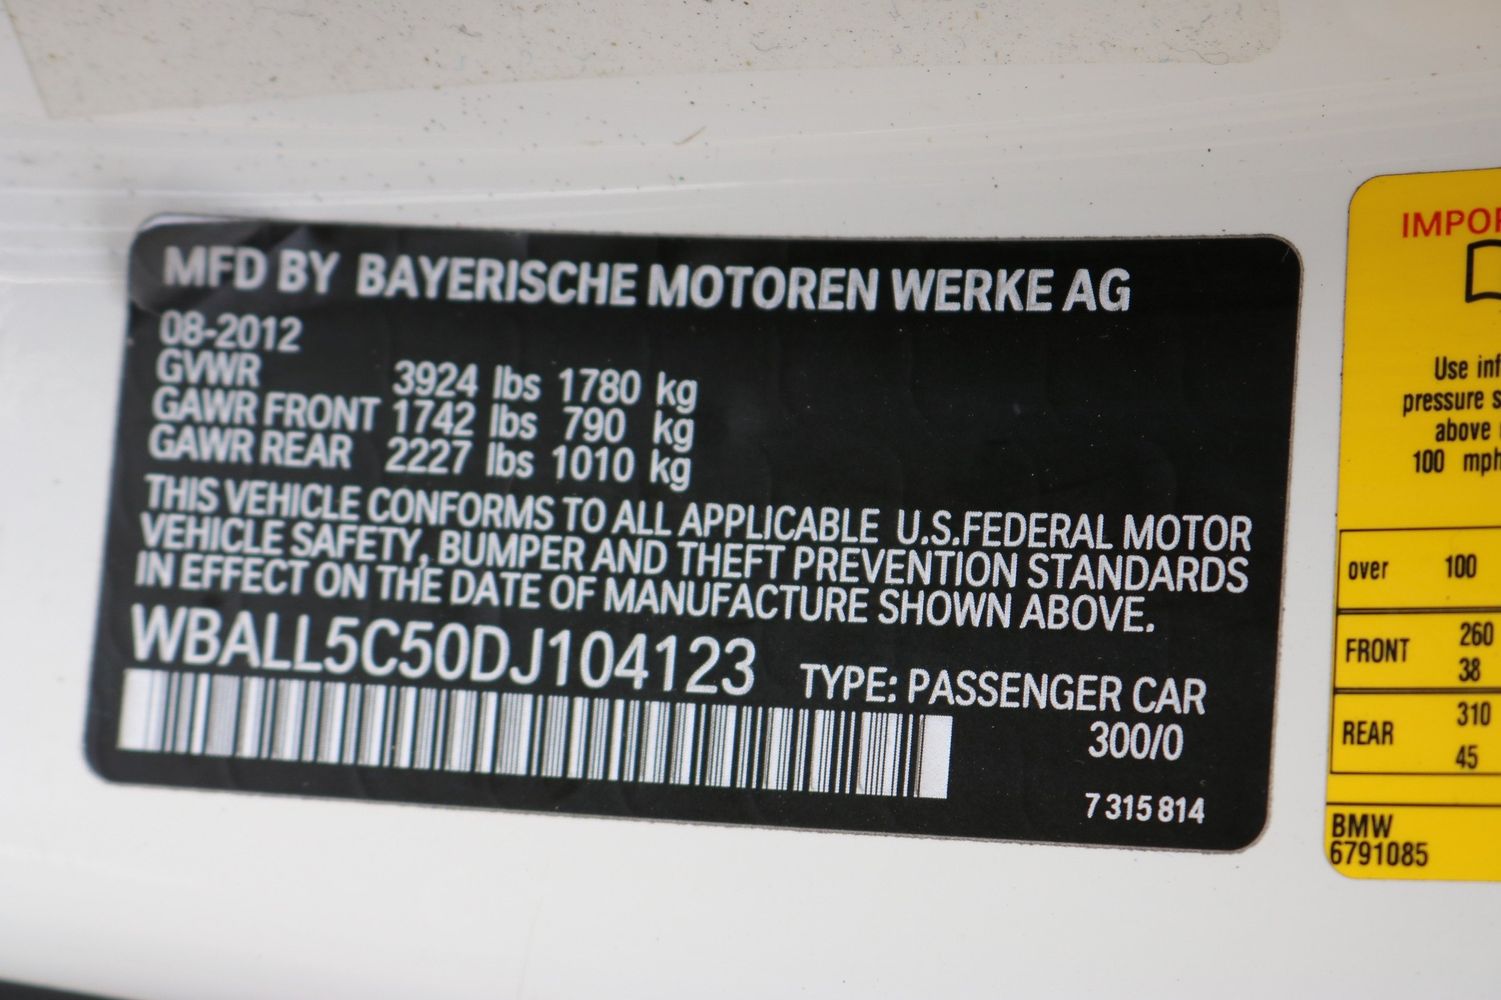 MFD BY BAYERISCHE MOTOREN WERKE AG
08-2012
GVWR 3924 lbs 1780 kg
GAWR FRONT 1742 lbs 790 kg
GAWR REAR 2227 lbs 1010 kg
THIS VEHICLE CONFORMS TO ALL APPLICABLE U.S.FEDERAL MOTOR
VEHICLE SAFETY, BUMPER AND THEFT PREVENTION STANDARDS
IN EFFECT ON THE DATE OF MANUFACTURE SHOWN ABOVE.
WBALL5C50DJ104123
TYPE: PASSENGER CAR
300/0
7 315 814
IMPOR
Use inf
pressure s
above
100 mph
over 100
FRONT 260
38
REAR 310
45
BMW
6791085